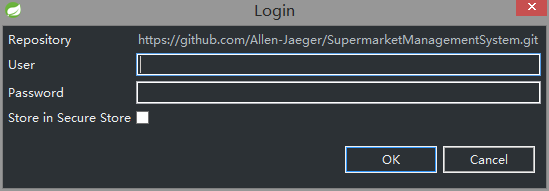 Login
Repository https://github.com/Allen-Jaeger/SupermarketManagementSystem.git
User
Password
Store in Secure Store
OK Cancel